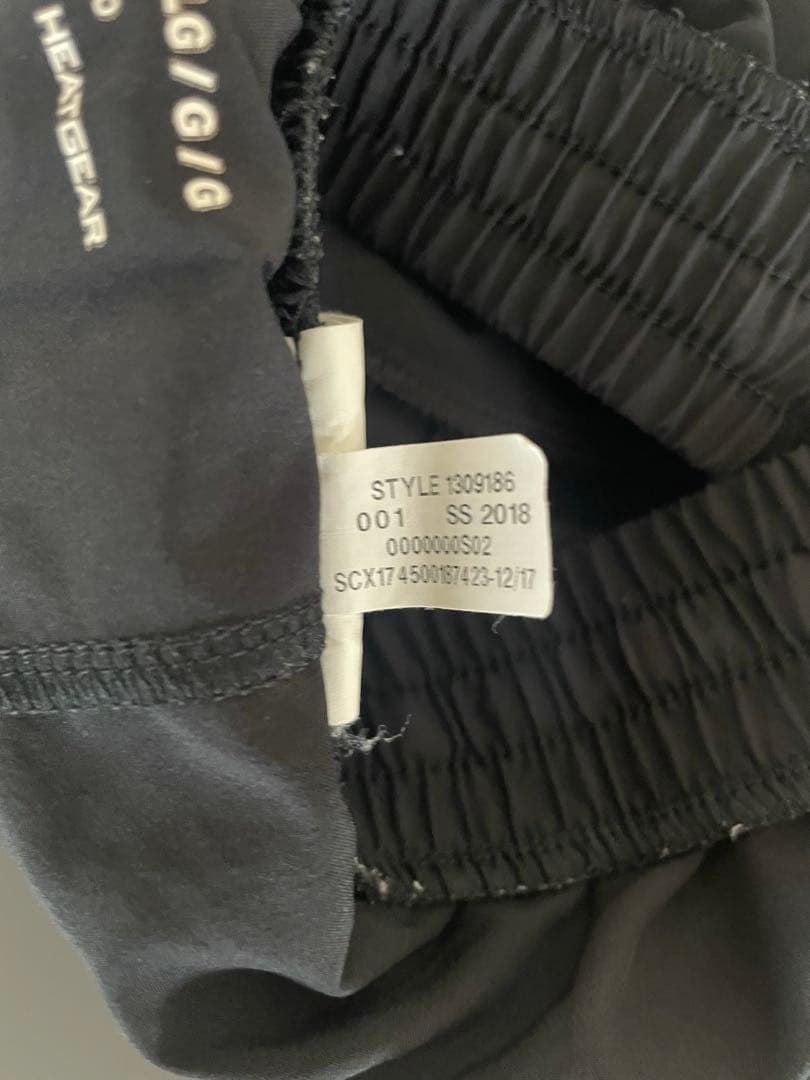 LG/G/G
HEATGEAR
STYLE 1309186
001 SS 2018
0000000S02
SCX174500187423-12/17